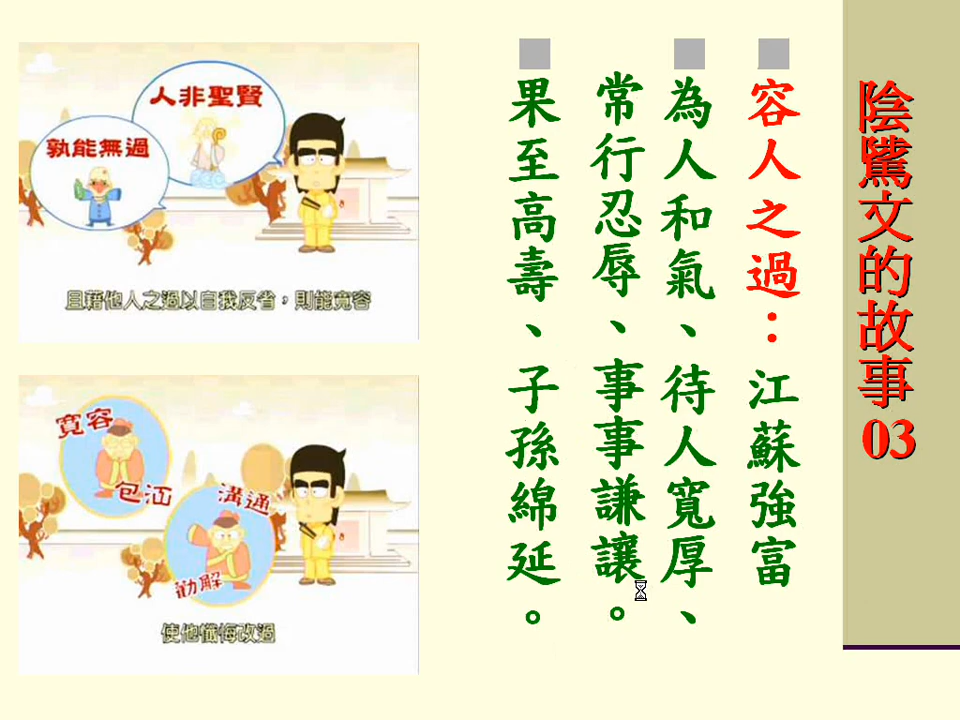 陰騭文的故事03
容人之過：江蘇強富
為人和氣、待人寬厚、
常行忍辱、事事謙讓。
果至高壽、子孫綿延。
人非聖賢
孰能無過
且藉他人之過以自我反省，則能寬容
寬容
包涵
溝通
勸解
使他懺悔改過